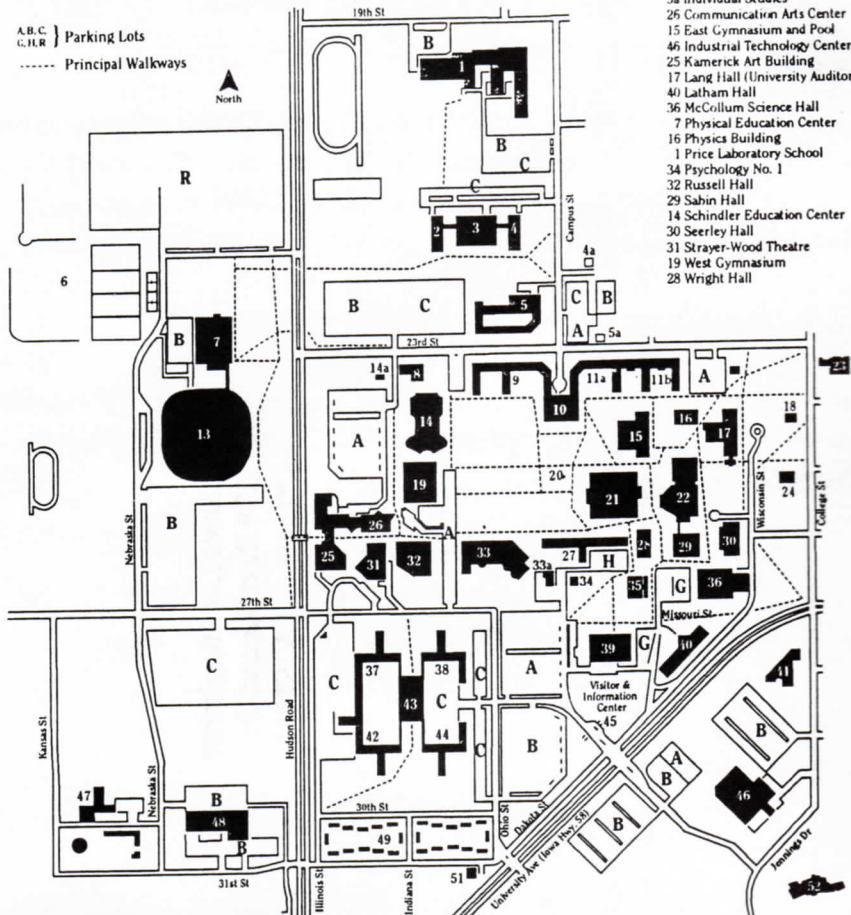 5a Individual Studies
26 Communication Arts Center
15 East Gymnasium and Pool
46 Industrial Technology Center
25 Kamerick Art Building
17 Lang Hall (University Auditor
40 Latham Hall
36 McCollum Science Hall
7 Physical Education Center
16 Physics Building
1 Price Laboratory School
34 Psychology No. 1
32 Russell Hall
29 Sabin Hall
14 Schindler Education Center
30 Seerley Hall
31 Strayer-Wood Theatre
19 West Gymnasium
28 Wright Hall
A, B, C,
G, H, R } Parking Lots
----- Principal Walkways
North
19th St
B
1
B
C
R
C
2 3 4
Campus St
4a
6
B C
5
C B
A
5a
B
7
23rd St
14a
8
9
11a
11b
A
23
10
14
13
A
15
16
17
18
19
20
21
22
24
Wisconsin St
College St
B
Nebraska St
26
A
25
31
32
33
33a
27
H
34
28
29
30
35
G
36
27th St
Missouri St
C
37
38
C
C
A
39
G
40
41
Visitor &
Information
Center
45
Kansas St
Hudson Road
42
43
44
C
C
B
B
A
B
46
47
Nebraska St
B
48
B
30th St
49
Ohio St
Dakota St
B
University Ave (Iowa Hwy. 58)
Jennings Dr
31st St
Illinois St
Indiana St
51
52